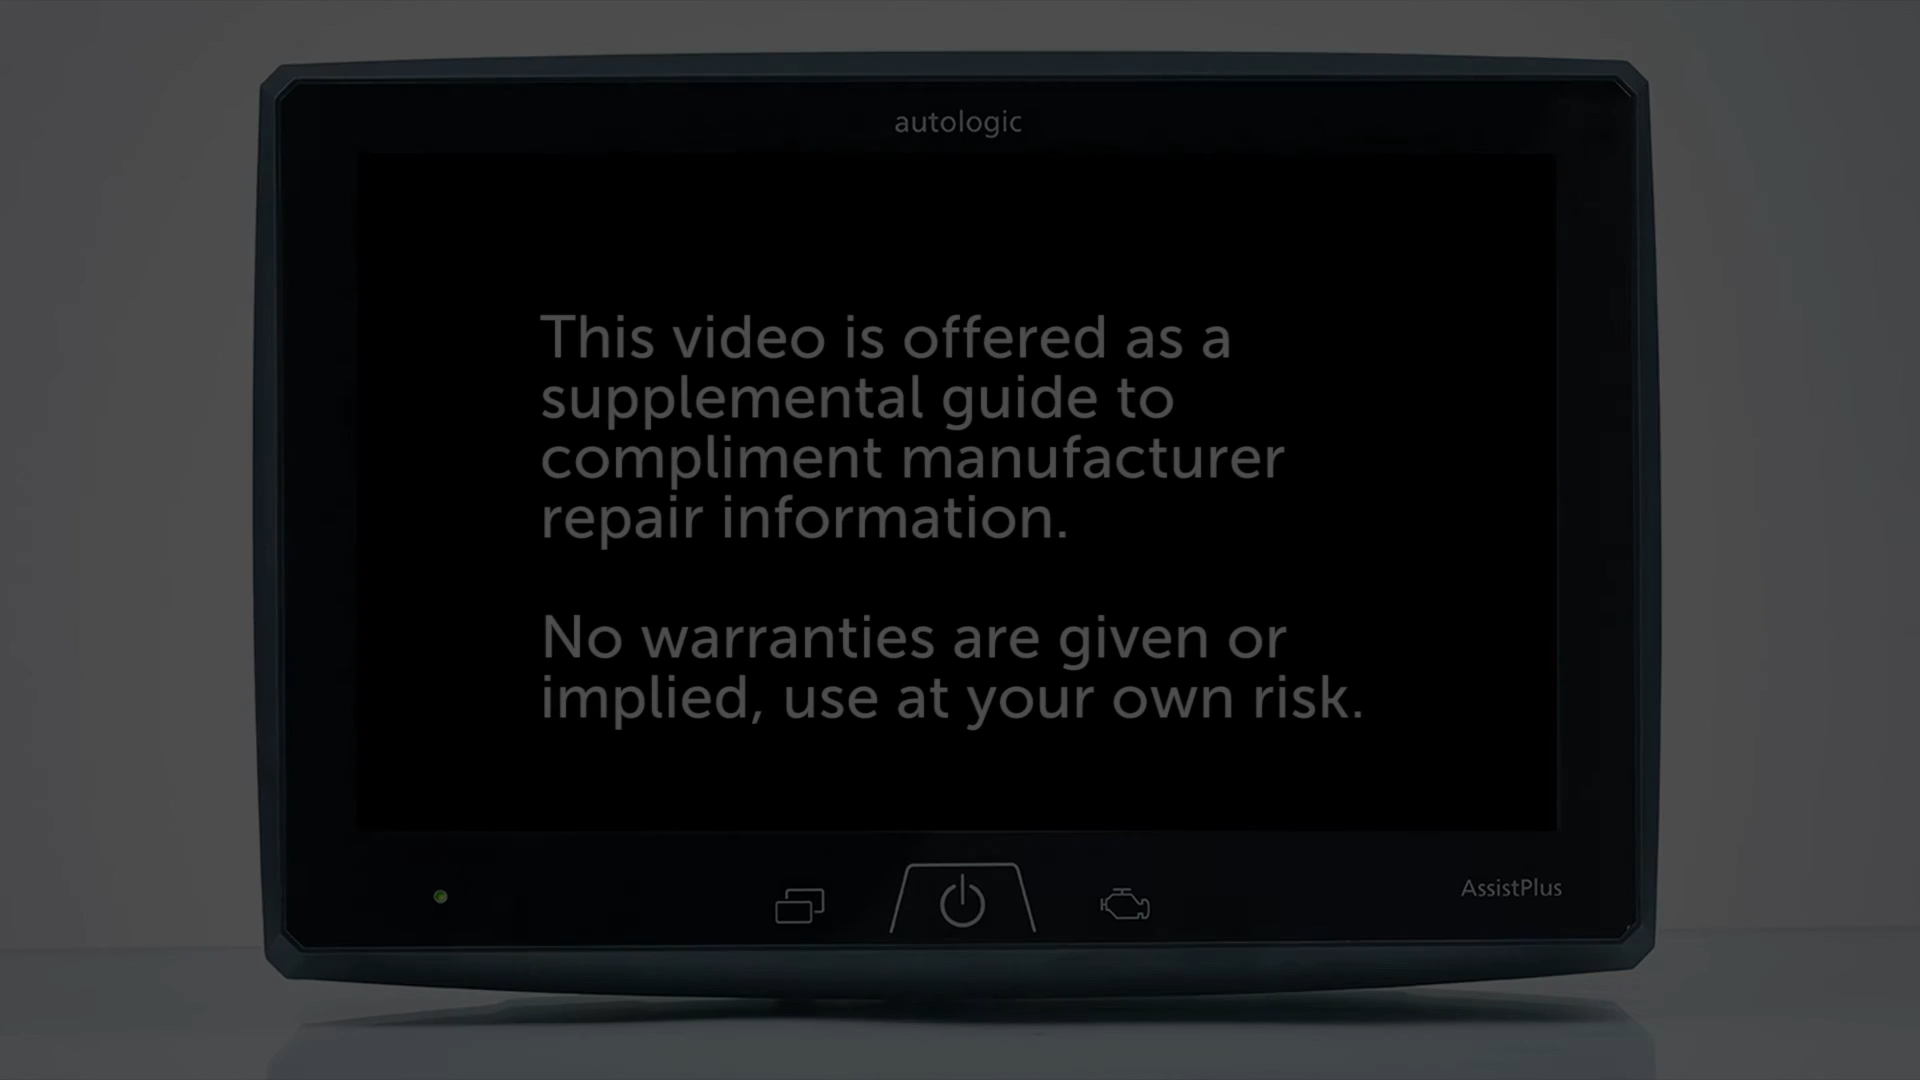 autologic
This video is offered as a
supplemental guide to
compliment manufacturer
repair information.
No warranties are given or
implied, use at your own risk.
AssistPlus